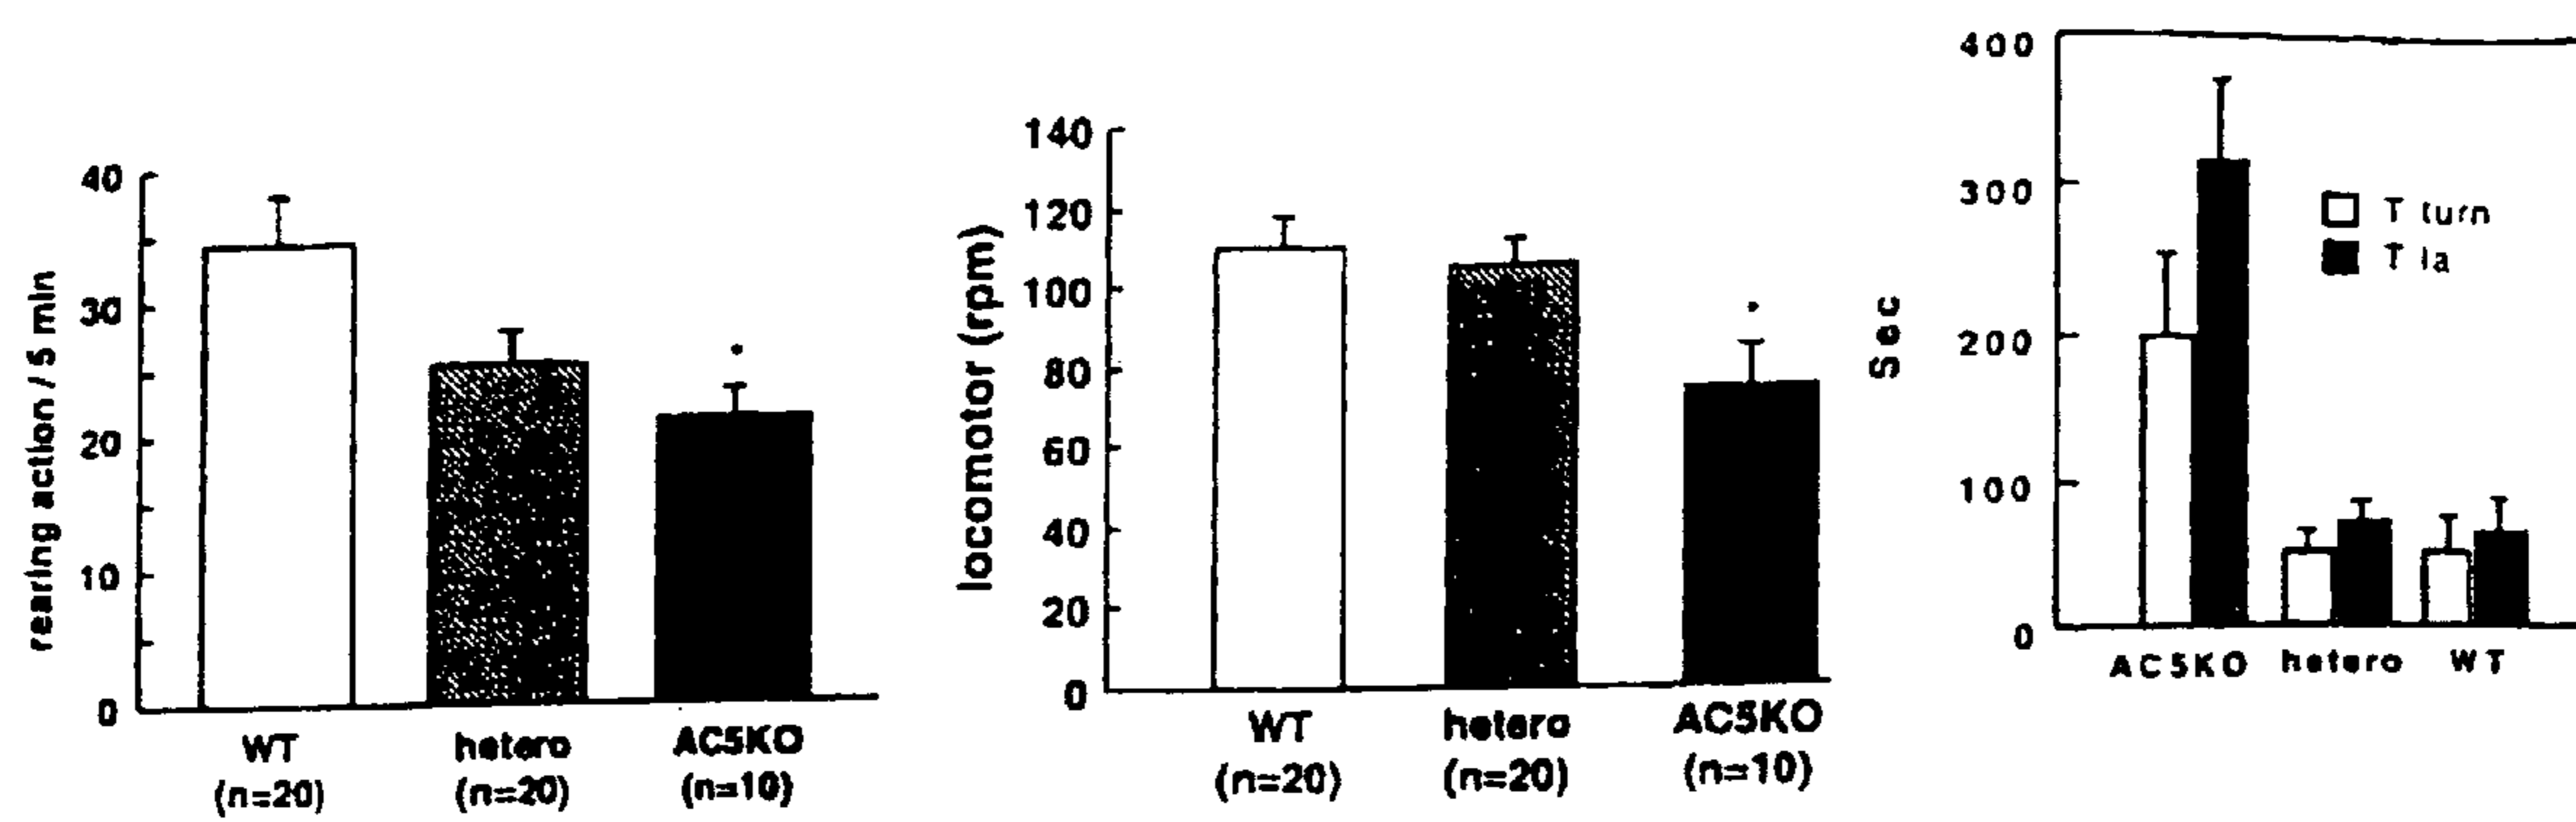 rearing action / 5 min
40
30
20
10
0
WT
(n=20)
hetero
(n=20)
AC5KO
(n=10)
locomotor (rpm)
140
120
100
80
60
40
20
0
WT
(n=20)
hetero
(n=20)
AC5KO
(n=10)
Sec
400
300
200
100
0
T turn
T la
AC5KO
hetero
WT